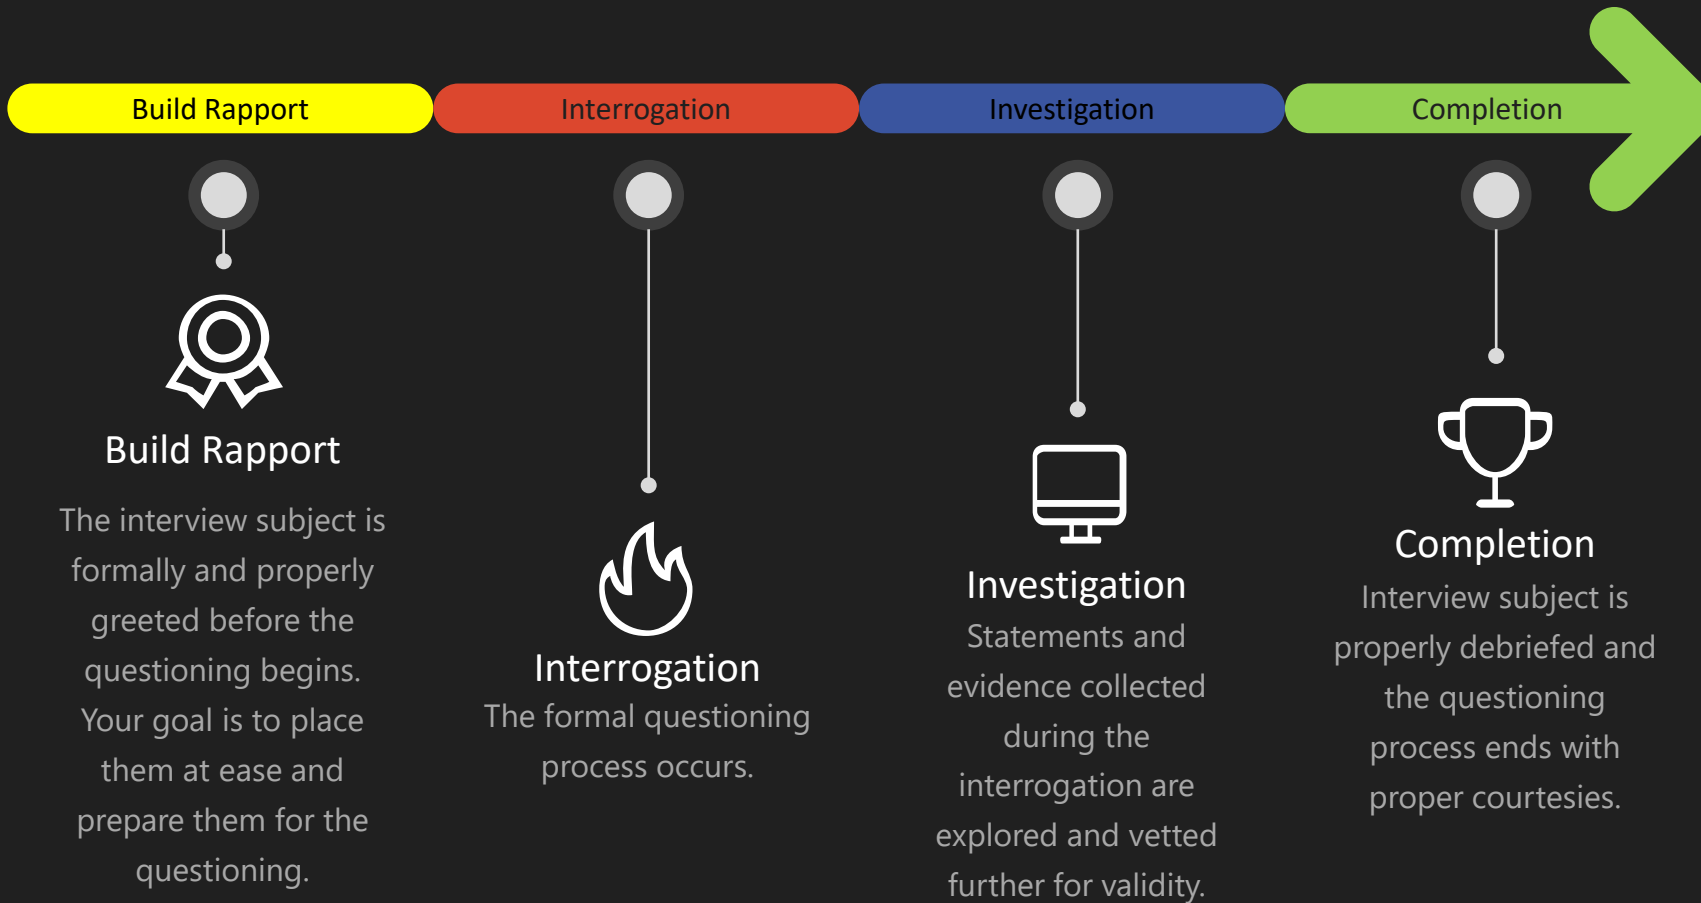 Build Rapport
Interrogation
Investigation
Completion
Build Rapport
The interview subject is
formally and properly
greeted before the
questioning begins.
Your goal is to place
them at ease and
prepare them for the
questioning.
Interrogation
The formal questioning
process occurs.
Investigation
Statements and
evidence collected
during the
interrogation are
explored and vetted
further for validity.
Completion
Interview subject is
properly debriefed and
the questioning
process ends with
proper courtesies.